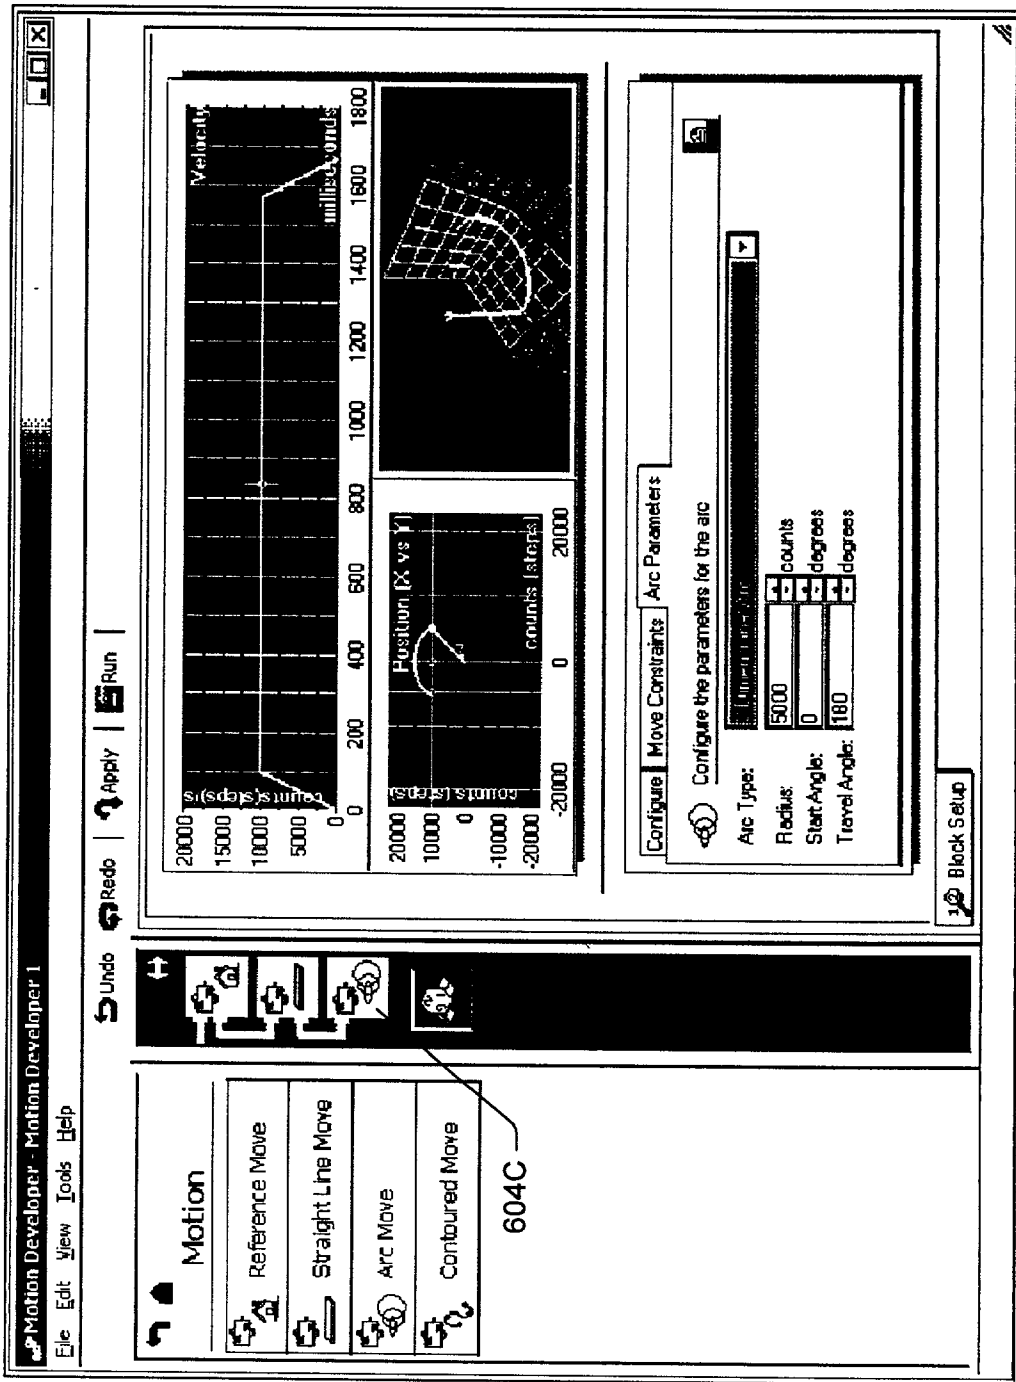 Motion Developer - Motion Developer 1
File Edit View Tools Help
Undo Redo Apply Run
Motion
Reference Move
Straight Line Move
Arc Move
Contoured Move
604C
Velocity
20000
15000
10000
5000
0
counts(steps)/s
0 200 400 600 800 1000 1200 1400 1600 1800
milliseconds
Position (X vs Y)
20000
10000
0
-10000
-20000
counts (steps)
-20000 0 20000
counts (steps)
Configure Move Constraints Arc Parameters
Configure the parameters for the arc
Arc Type:
Radius: 5000 counts
Start Angle: 0 degrees
Travel Angle: 180 degrees
Block Setup